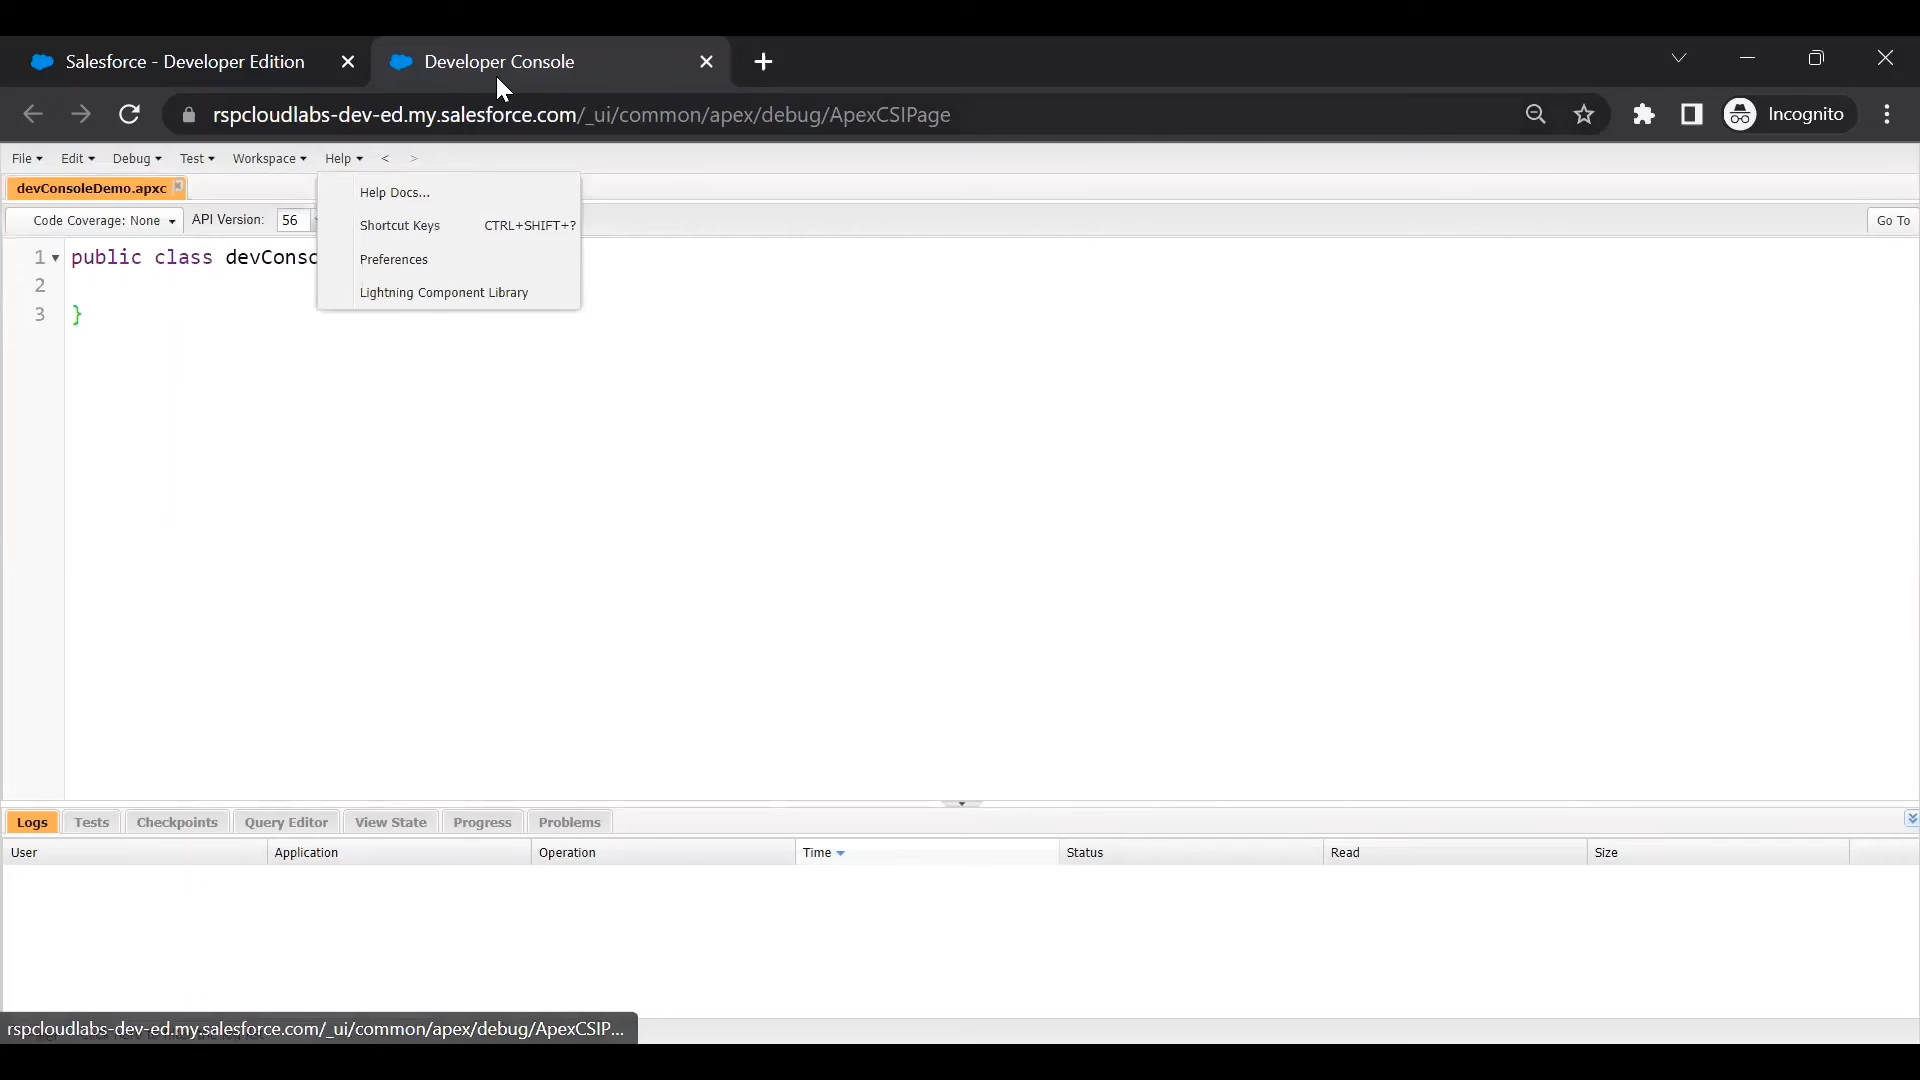 Salesforce - Developer Edition
Developer Console
rspcloudlabs-dev-ed.my.salesforce.com/_ui/common/apex/debug/ApexCSIPage
Incognito
File Edit Debug Test Workspace Help < >
devConsoleDemo.apxc
Help Docs...
Code Coverage: None API Version: 56
Shortcut Keys CTRL+SHIFT+?
Go To
1 public class devConso
Preferences
2
Lightning Component Library
3 }
Logs Tests Checkpoints Query Editor View State Progress Problems
User Application Operation Time Status Read Size
rspcloudlabs-dev-ed.my.salesforce.com/_ui/common/apex/debug/ApexCSIP...